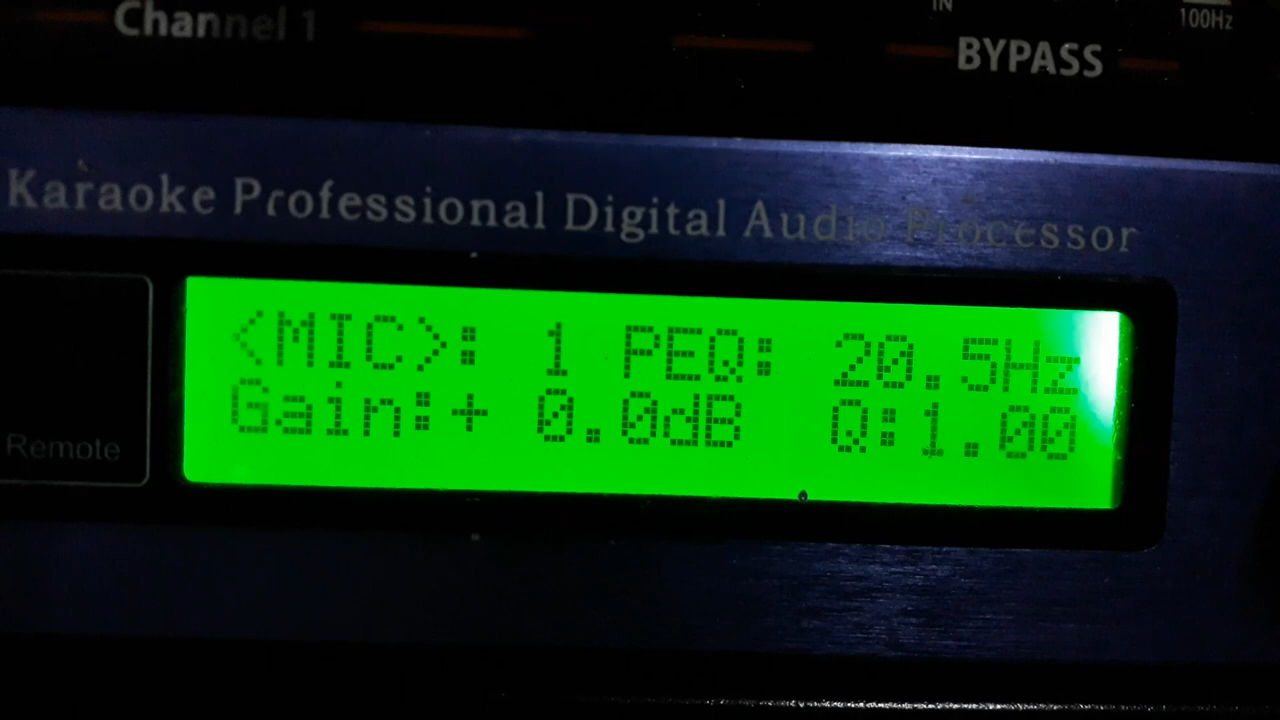 Channel 1
IN
100Hz
BYPASS
Karaoke Professional Digital Audio Processor
Remote
<MIC>: 1 PEQ: 20.5Hz
Gain:+ 0.0dB Q:1.00